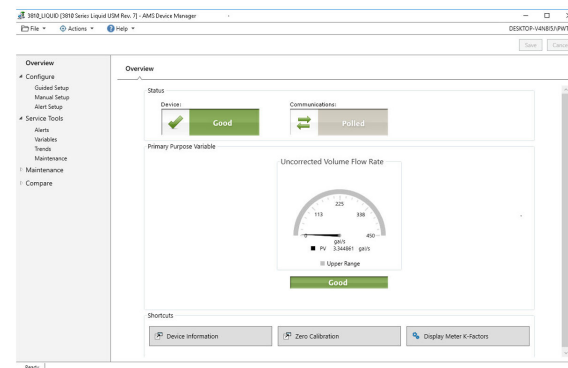 3810_LIQUID [3810 Series Liquid USM Rev. 7] - AMS Device Manager
File Actions Help
Save Cance
Overview
Configure
Guided Setup
Manual Setup
Alert Setup
Service Tools
Alerts
Variables
Trends
Maintenance
Maintenance
Compare
Overview
Status
Device: Communications:
Good Polled
Primary Purpose Variable
Uncorrected Volume Flow Rate
225
113 338
0 450
gal/s
PV 3.344861 gal/s
Upper Range
Good
Shortcuts
Device Information Zero Calibration Display Meter K-Factors
Ready